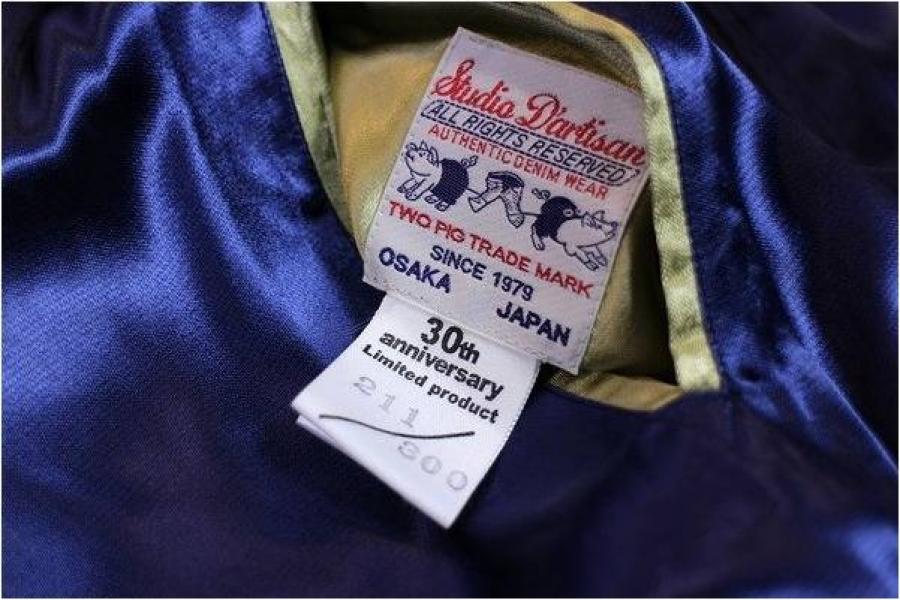 Studio D'artisan
ALL RIGHTS RESERVED
AUTHENTIC DENIM WEAR
TWO PIG TRADE MARK
SINCE 1979
OSAKA
JAPAN
30th
anniversary
Limited product
211
300